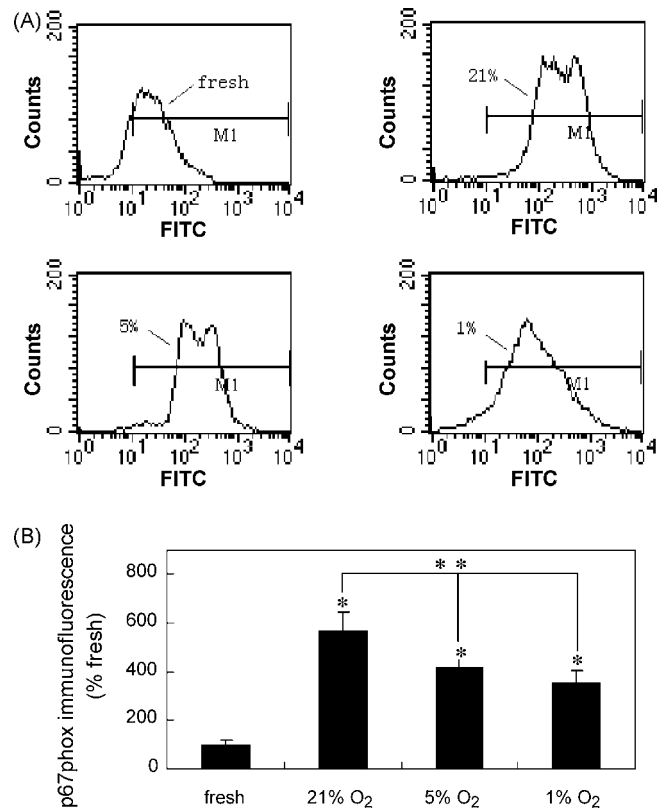 (A)
200
Counts
0
fresh
M1
10^0 10^1 10^2 10^3 10^4
FITC
200
Counts
0
21%
M1
10^0 10^1 10^2 10^3 10^4
FITC
200
Counts
0
5%
M1
10^0 10^1 10^2 10^3 10^4
FITC
200
Counts
0
1%
M1
10^0 10^1 10^2 10^3 10^4
FITC
(B)
p67phox immunofluorescence
(% fresh)
800
600
400
200
0
* *
*
*
*
fresh 21% O₂ 5% O₂ 1% O₂